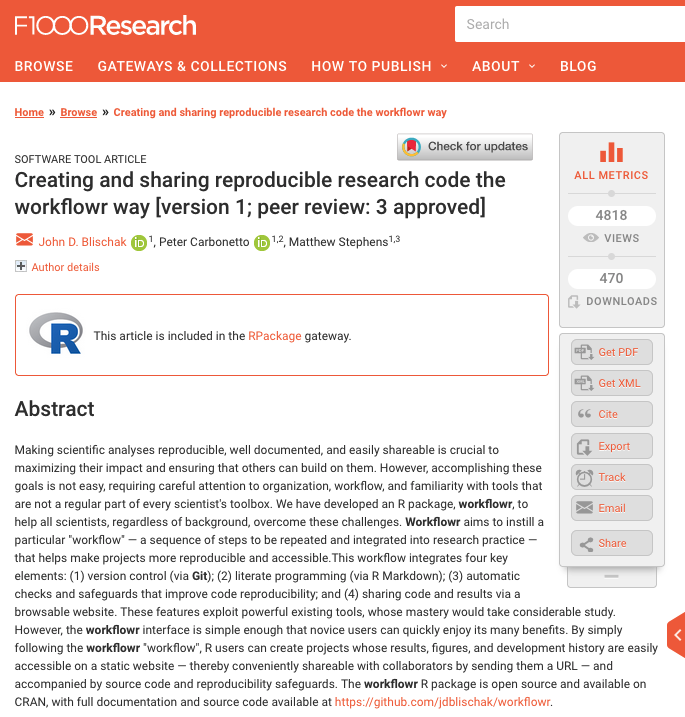 F1000Research
Search
BROWSE GATEWAYS & COLLECTIONS HOW TO PUBLISH ABOUT BLOG
Home » Browse » Creating and sharing reproducible research code the workflowr way
Check for updates
SOFTWARE TOOL ARTICLE
Creating and sharing reproducible research code the
workflowr way [version 1; peer review: 3 approved]
John D. Blischak iD 1, Peter Carbonetto iD 1,2, Matthew Stephens1,3
Author details
R
This article is included in the RPackage gateway.
Abstract
Making scientific analyses reproducible, well documented, and easily shareable is crucial to
maximizing their impact and ensuring that others can build on them. However, accomplishing these
goals is not easy, requiring careful attention to organization, workflow, and familiarity with tools that
are not a regular part of every scientist's toolbox. We have developed an R package, workflowr, to
help all scientists, regardless of background, overcome these challenges. Workflowr aims to instill a
particular "workflow" — a sequence of steps to be repeated and integrated into research practice —
that helps make projects more reproducible and accessible.This workflow integrates four key
elements: (1) version control (via Git); (2) literate programming (via R Markdown); (3) automatic
checks and safeguards that improve code reproducibility; and (4) sharing code and results via a
browsable website. These features exploit powerful existing tools, whose mastery would take considerable study.
However, the workflowr interface is simple enough that novice users can quickly enjoy its many benefits. By simply
following the workflowr "workflow", R users can create projects whose results, figures, and development history are easily
accessible on a static website — thereby conveniently shareable with collaborators by sending them a URL — and
accompanied by source code and reproducibility safeguards. The workflowr R package is open source and available on
CRAN, with full documentation and source code available at https://github.com/jdblischak/workflowr.
ALL METRICS
4818
VIEWS
470
DOWNLOADS
Get PDF
Get XML
Cite
Export
Track
Email
Share